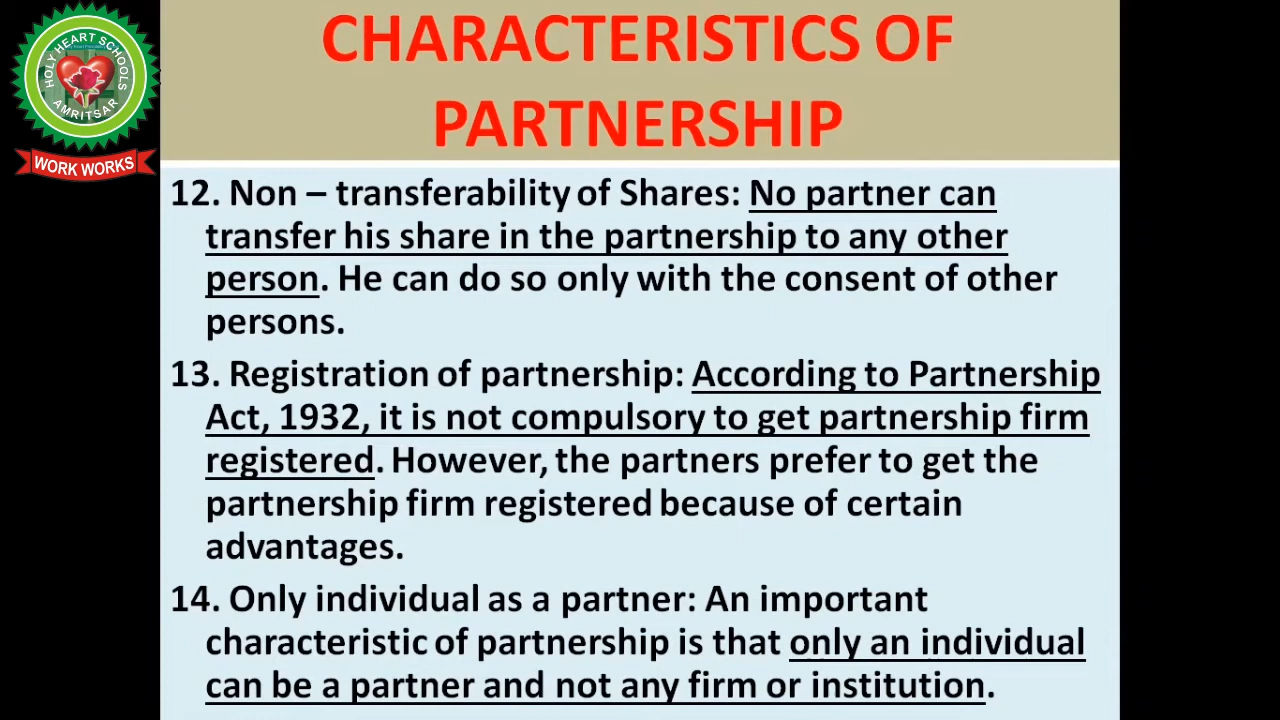 HOLY HEART SCHOOLS
AMRITSAR
WORK WORKS
CHARACTERISTICS OF
PARTNERSHIP
12. Non – transferability of Shares: No partner can
transfer his share in the partnership to any other
person. He can do so only with the consent of other
persons.
13. Registration of partnership: According to Partnership
Act, 1932, it is not compulsory to get partnership firm
registered. However, the partners prefer to get the
partnership firm registered because of certain
advantages.
14. Only individual as a partner: An important
characteristic of partnership is that only an individual
can be a partner and not any firm or institution.